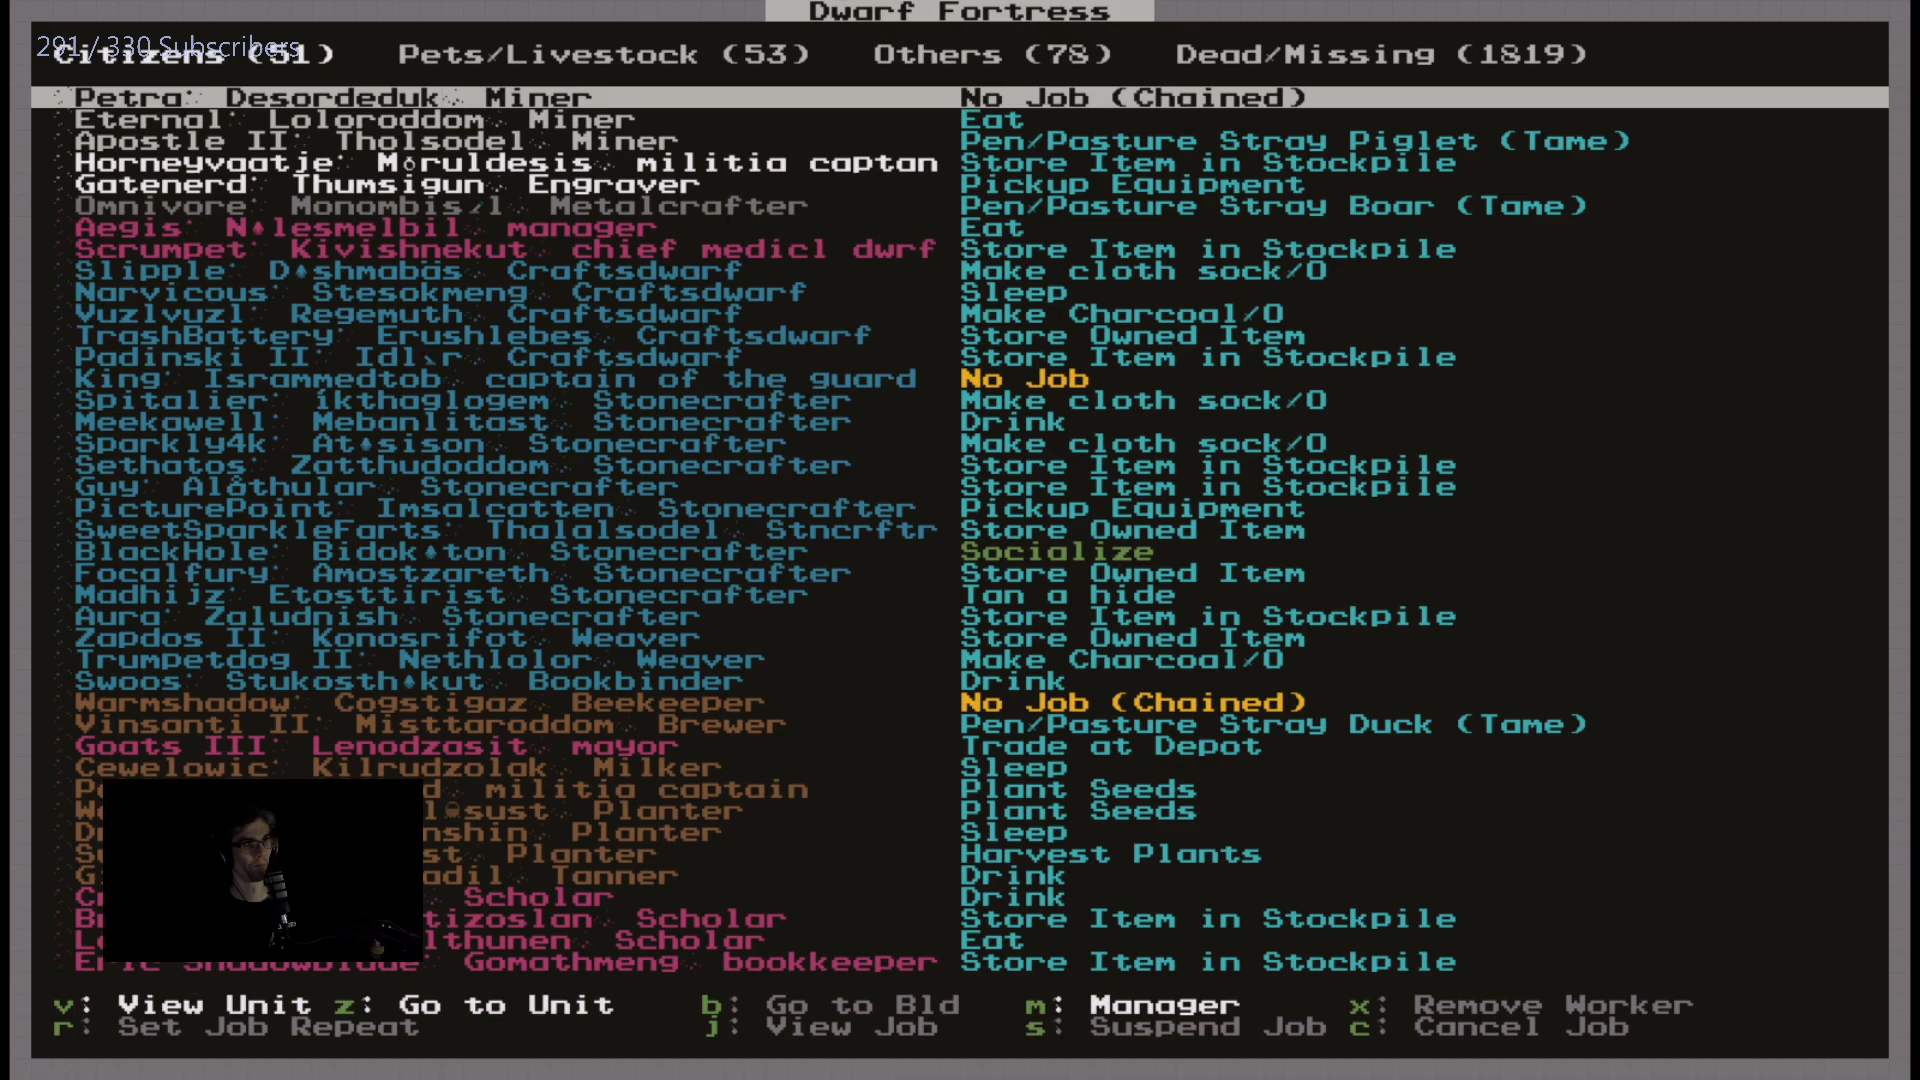 Dwarf Fortress
291 / 330 Subscribers
Citizens (51) Pets/Livestock (53) Others (78) Dead/Missing (1819)
Petra Desordeduk Miner No Job (Chained)
Eternal Loloroddom Miner Eat
Apostle II Tholsodel Miner Pen/Pasture Stray Piglet (Tame)
Horneyvaatje Moruldesis militia captan Store Item in Stockpile
Gatenerd Thumsigun Engraver Pickup Equipment
Omnivore Metalcrafter Pen/Pasture Stray Boar (Tame)
Aegis manager Eat
Scrumpet Kivishnekut chief medicl dwrf Store Item in Stockpile
Slipple Craftsdwarf Make cloth sock/O
Narvicous Stesokmeng Craftsdwarf Sleep
Vuzlvuzl Regemuth Craftsdwarf Make Charcoal/O
TrashBattery Erushlebes Craftsdwarf Store Owned Item
Padinski II Craftsdwarf Store Item in Stockpile
King Isrammedtob captain of the guard No Job
Spitalier ikthaglogem Stonecrafter Make cloth sock/O
Meekawell Mebanlitast Stonecrafter Drink
Sparkly4k Stonecrafter Make cloth sock/O
Sethatos Zatthudoddom Stonecrafter Store Item in Stockpile
Guy Alåthular Stonecrafter Store Item in Stockpile
PicturePoint Imsalcatten Stonecrafter Pickup Equipment
SweetSparkleFarts Thalalsodel Stncrftr Store Owned Item
BlackHole Stonecrafter Socialize
Focalfury Amostzareth Stonecrafter Store Owned Item
Madhijz Etosttirist Stonecrafter Tan a hide
Aura Zaludnish Stonecrafter Store Item in Stockpile
Zapdos II Konosrifot Weaver Store Owned Item
Trumpetdog II Nethlolor Weaver Make Charcoal/O
Swoos Bookbinder Drink
Warmshadow Cogstigaz Beekeeper No Job (Chained)
Vinsanti II Misttaroddom Brewer Pen/Pasture Stray Duck (Tame)
Goats III Lenodzasit mayor Trade at Depot
Cewelowic Kilrudzolak Milker Sleep
militia captain Plant Seeds
Planter Plant Seeds
Planter Sleep
Planter Harvest Plants
Tanner Drink
Scholar Drink
Scholar Store Item in Stockpile
Scholar Eat
Eric Shadowblade Gomathmeng bookkeeper Store Item in Stockpile
v: View Unit z: Go to Unit b: Go to Bld m: Manager x: Remove Worker
r: Set Job Repeat j: View Job s: Suspend Job c: Cancel Job